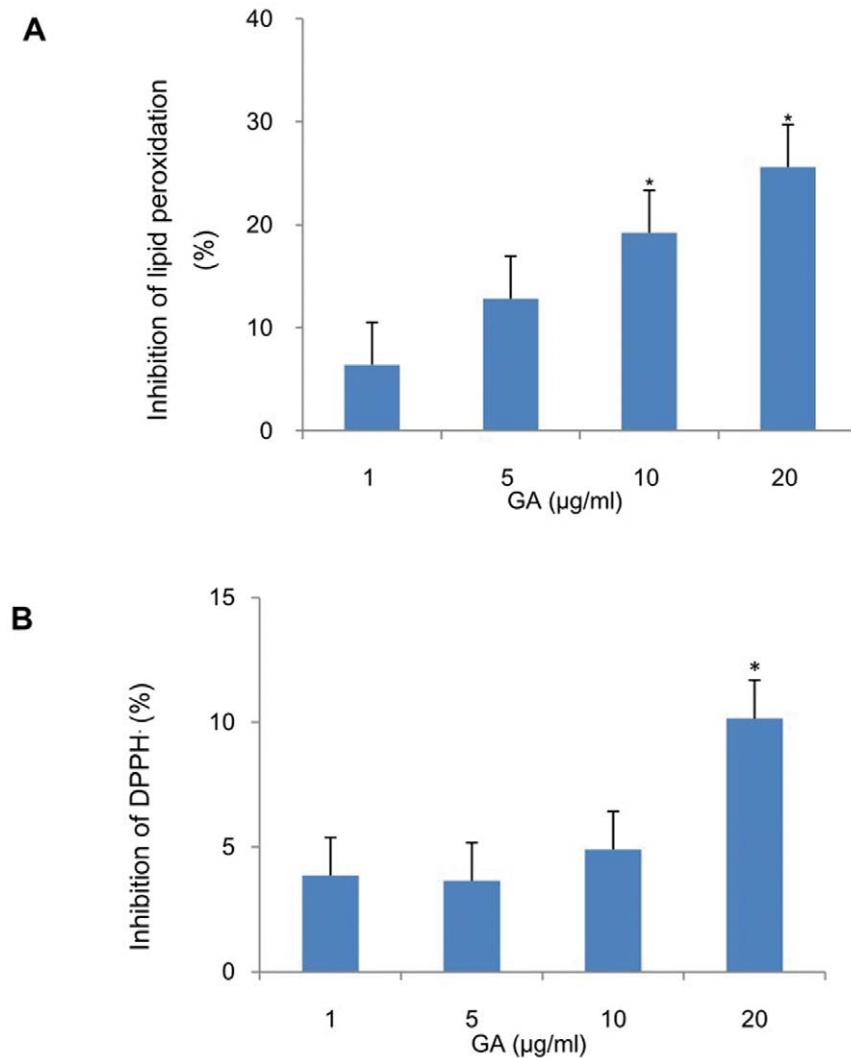 A
Inhibition of lipid peroxidation
(%)
40
30
20
10
0
*
*
1 5 10 20
GA (µg/ml)
B
Inhibition of DPPH· (%)
15
10
5
0
*
1 5 10 20
GA (µg/ml)